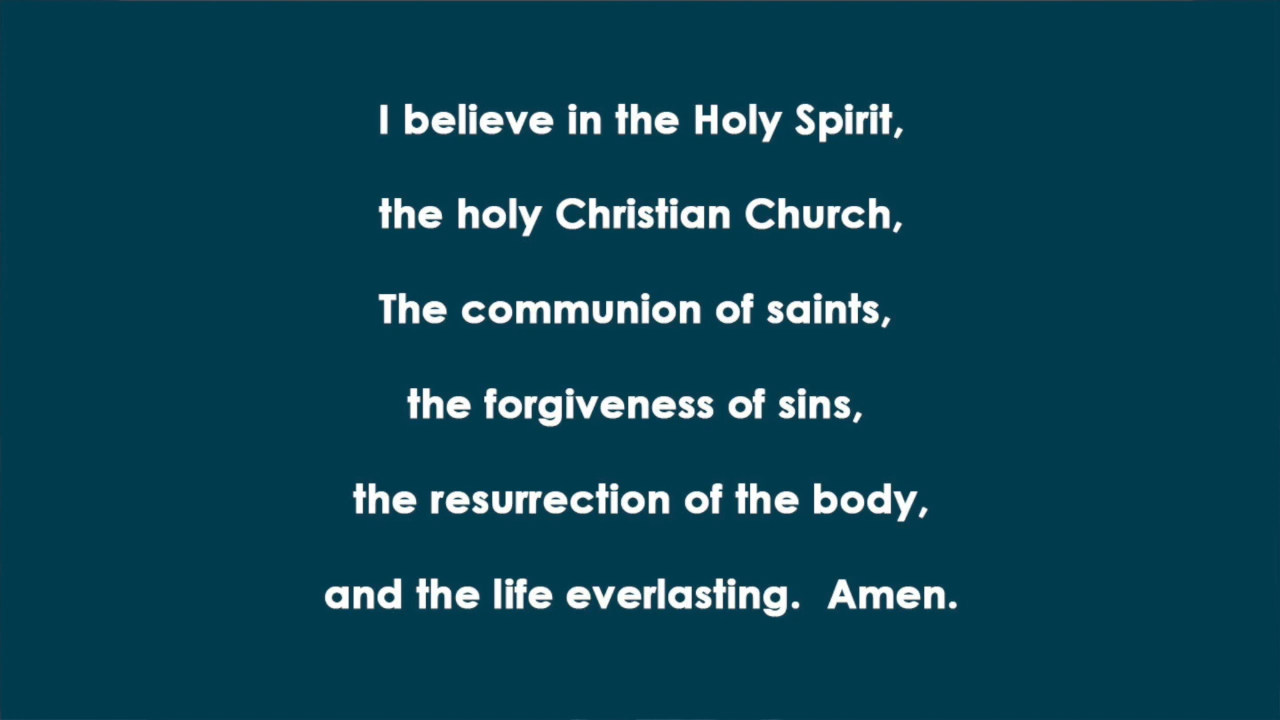 I believe in the Holy Spirit,
the holy Christian Church,
The communion of saints,
the forgiveness of sins,
the resurrection of the body,
and the life everlasting.  Amen.